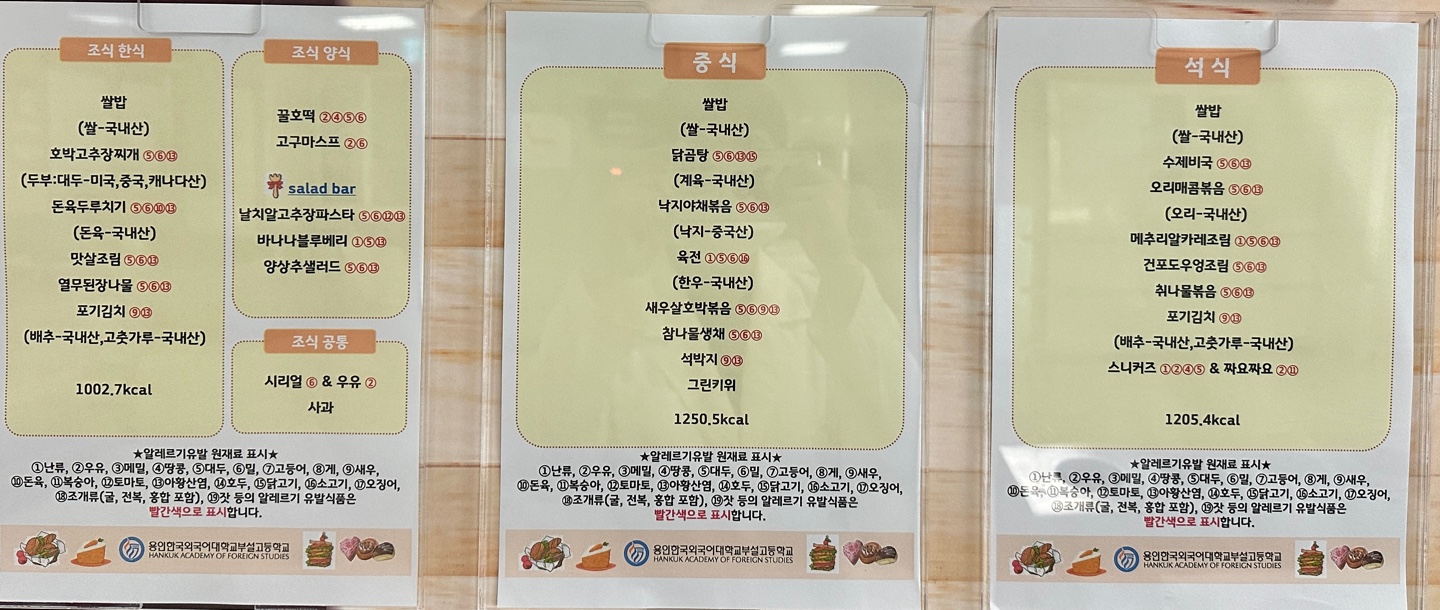 조식 한식
쌀밥
(쌀-국내산)
호박고추장찌개 ⑤⑥⑬
(두부:대두-미국,중국,캐나다산)
돈육두루치기 ⑤⑥⑩⑬
(돈육-국내산)
맛살조림 ⑤⑥⑬
열무된장나물 ⑤⑥⑬
포기김치 ⑨⑬
(배추-국내산,고춧가루-국내산)
1002.7kcal
조식 양식
꿀호떡 ②④⑤⑥
고구마스프 ②⑥
salad bar
날치알고추장파스타 ⑤⑥⑫⑬
바나나블루베리 ①⑤⑬
양상추샐러드 ⑤⑥⑬
조식 공통
시리얼 ⑥ & 우유 ②
사과
★알레르기유발 원재료 표시★
①난류, ②우유, ③메밀, ④땅콩, ⑤대두, ⑥밀, ⑦고등어, ⑧게, ⑨새우,
⑩돈육, ⑪복숭아, ⑫토마토, ⑬아황산염, ⑭호두, ⑮닭고기, ⑯소고기, ⑰오징어,
⑱조개류(굴, 전복, 홍합 포함), ⑲잣 등의 알레르기 유발식품은
빨간색으로 표시합니다.
용인한국외국어대학교부설고등학교
HANKUK ACADEMY OF FOREIGN STUDIES
중 식
쌀밥
(쌀-국내산)
닭곰탕 ⑤⑥⑬⑮
(계육-국내산)
낙지야채볶음 ⑤⑥⑬
(낙지-중국산)
육전 ①⑤⑥⑯
(한우-국내산)
새우살호박볶음 ⑤⑥⑨⑬
참나물생채 ⑤⑥⑬
석박지 ⑨⑬
그린키위
1250.5kcal
★알레르기유발 원재료 표시★
①난류, ②우유, ③메밀, ④땅콩, ⑤대두, ⑥밀, ⑦고등어, ⑧게, ⑨새우,
⑩돈육, ⑪복숭아, ⑫토마토, ⑬아황산염, ⑭호두, ⑮닭고기, ⑯소고기, ⑰오징어,
⑱조개류(굴, 전복, 홍합 포함), ⑲잣 등의 알레르기 유발식품은
빨간색으로 표시합니다.
용인한국외국어대학교부설고등학교
HANKUK ACADEMY OF FOREIGN STUDIES
석 식
쌀밥
(쌀-국내산)
수제비국 ⑤⑥⑬
오리매콤볶음 ⑤⑥⑬
(오리-국내산)
메추리알카레조림 ①⑤⑥⑬
건포도우엉조림 ⑤⑥⑬
취나물볶음 ⑤⑥⑬
포기김치 ⑨⑬
(배추-국내산,고춧가루-국내산)
스니커즈 ①②④⑤ & 짜요짜요 ②⑪
1205.4kcal
★알레르기유발 원재료 표시★
①난류, ②우유, ③메밀, ④땅콩, ⑤대두, ⑥밀, ⑦고등어, ⑧게, ⑨새우,
⑩돈육, ⑪복숭아, ⑫토마토, ⑬아황산염, ⑭호두, ⑮닭고기, ⑯소고기, ⑰오징어,
⑱조개류(굴, 전복, 홍합 포함), ⑲잣 등의 알레르기 유발식품은
빨간색으로 표시합니다.
용인한국외국어대학교부설고등학교
HANKUK ACADEMY OF FOREIGN STUDIES